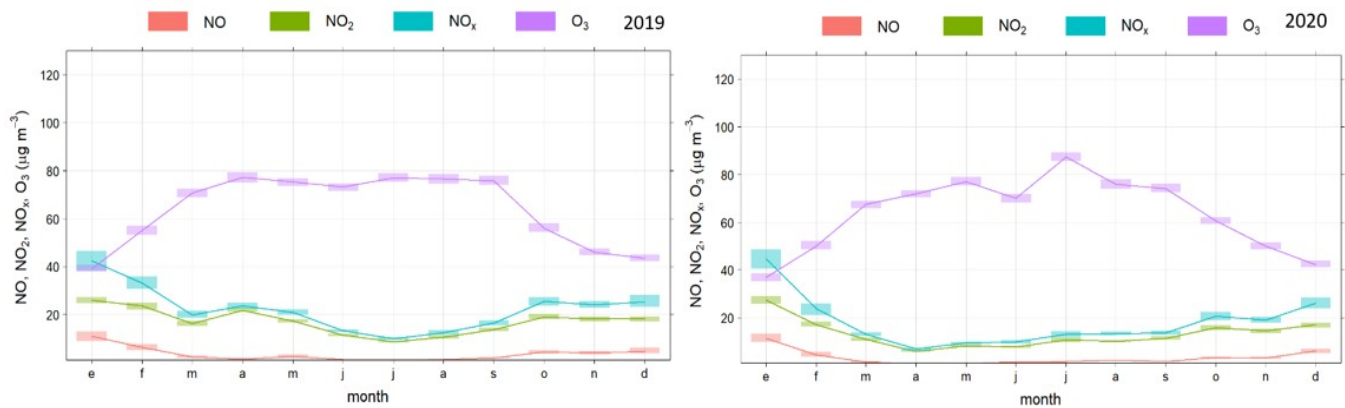 NO NO₂ NOₓ O₃ 2019
120
100
80
60
40
20
NO, NO₂, NOₓ, O₃ (µg m⁻³)
e f m a m j j a s o n d
month
NO NO₂ NOₓ O₃ 2020
120
100
80
60
40
20
NO, NO₂, NOₓ, O₃ (µg m⁻³)
e f m a m j j a s o n d
month